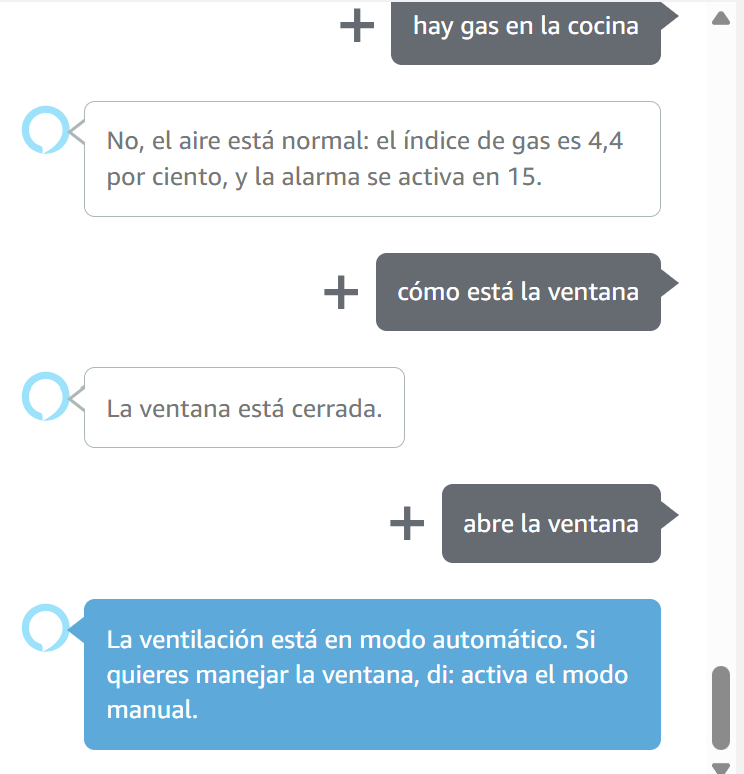 hay gas en la cocina
No, el aire está normal: el índice de gas es 4,4
por ciento, y la alarma se activa en 15.
cómo está la ventana
La ventana está cerrada.
abre la ventana
La ventilación está en modo automático. Si
quieres manejar la ventana, di: activa el modo
manual.